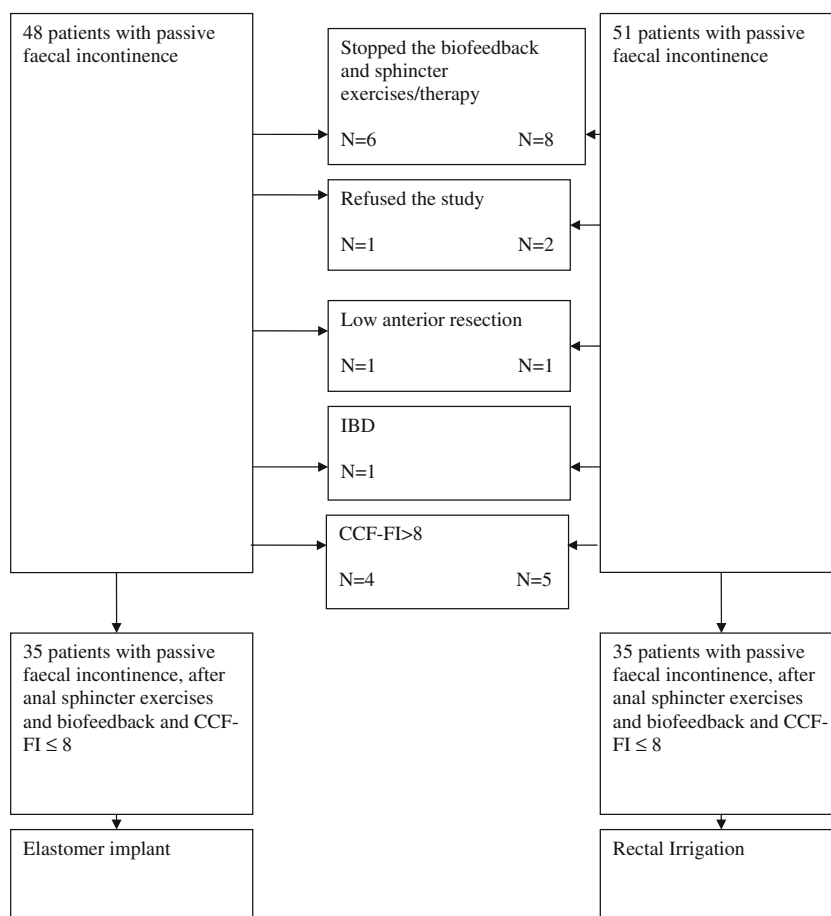 48 patients with passive
faecal incontinence
Stopped the biofeedback
and sphincter
exercises/therapy
N=6 N=8
51 patients with passive
faecal incontinence
Refused the study
N=1 N=2
Low anterior resection
N=1 N=1
IBD
N=1
CCF-FI>8
N=4 N=5
35 patients with passive
faecal incontinence, after
anal sphincter exercises
and biofeedback and CCF-
FI ≤ 8
35 patients with passive
faecal incontinence, after
anal sphincter exercises
and biofeedback and CCF-
FI ≤ 8
Elastomer implant
Rectal Irrigation